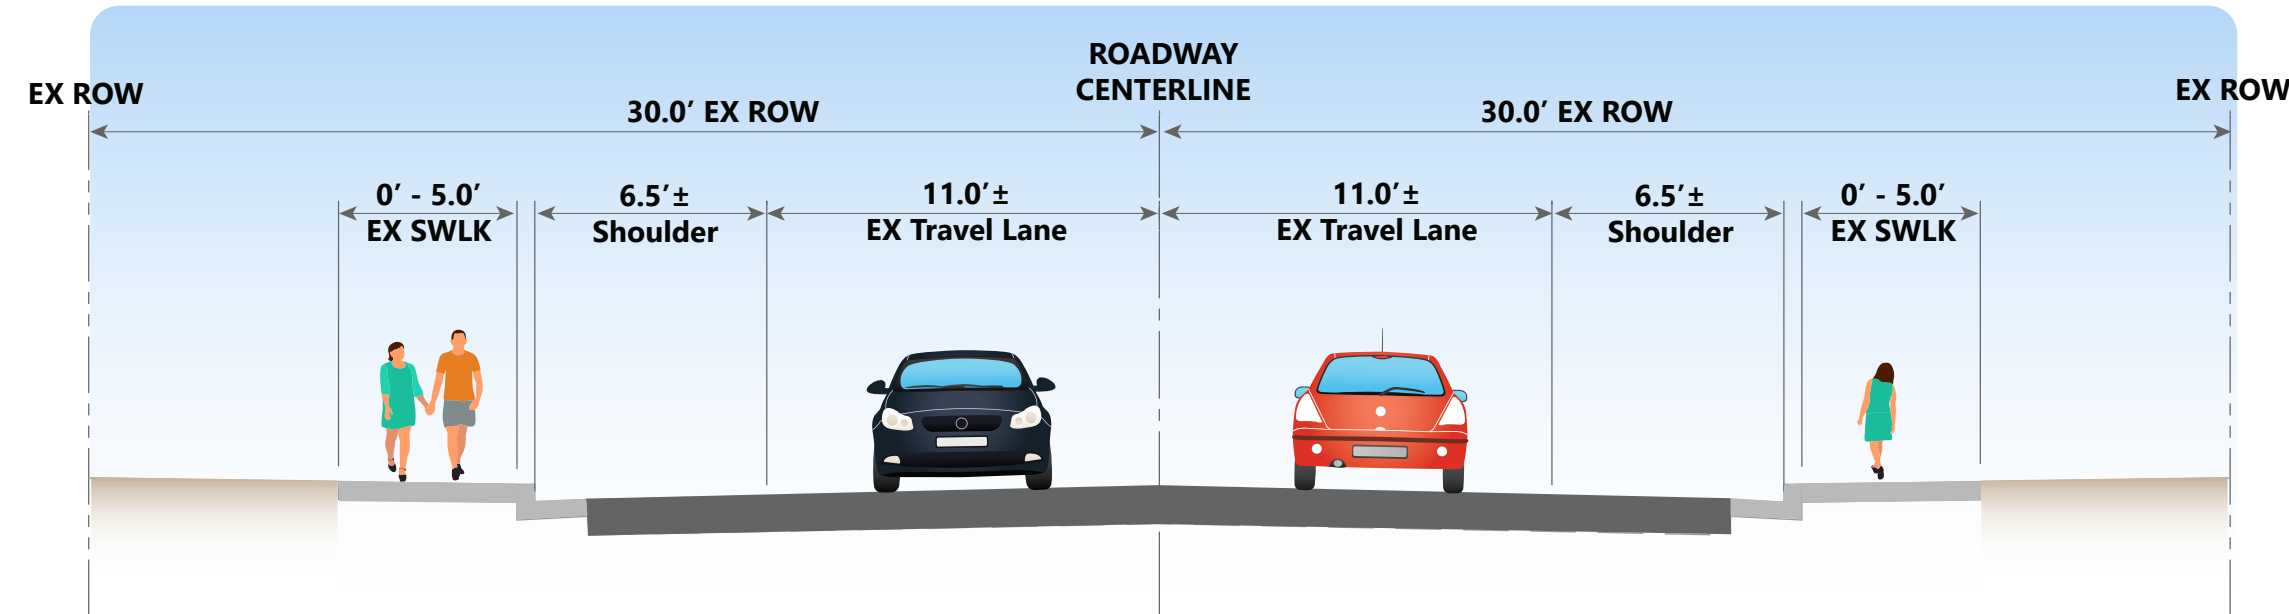 ROADWAY
CENTERLINE
EX ROW
EX ROW
30.0′ EX ROW
30.0′ EX ROW
0′ - 5.0′
EX SWLK
6.5′±
Shoulder
11.0′±
EX Travel Lane
11.0′±
EX Travel Lane
6.5′±
Shoulder
0′ - 5.0′
EX SWLK